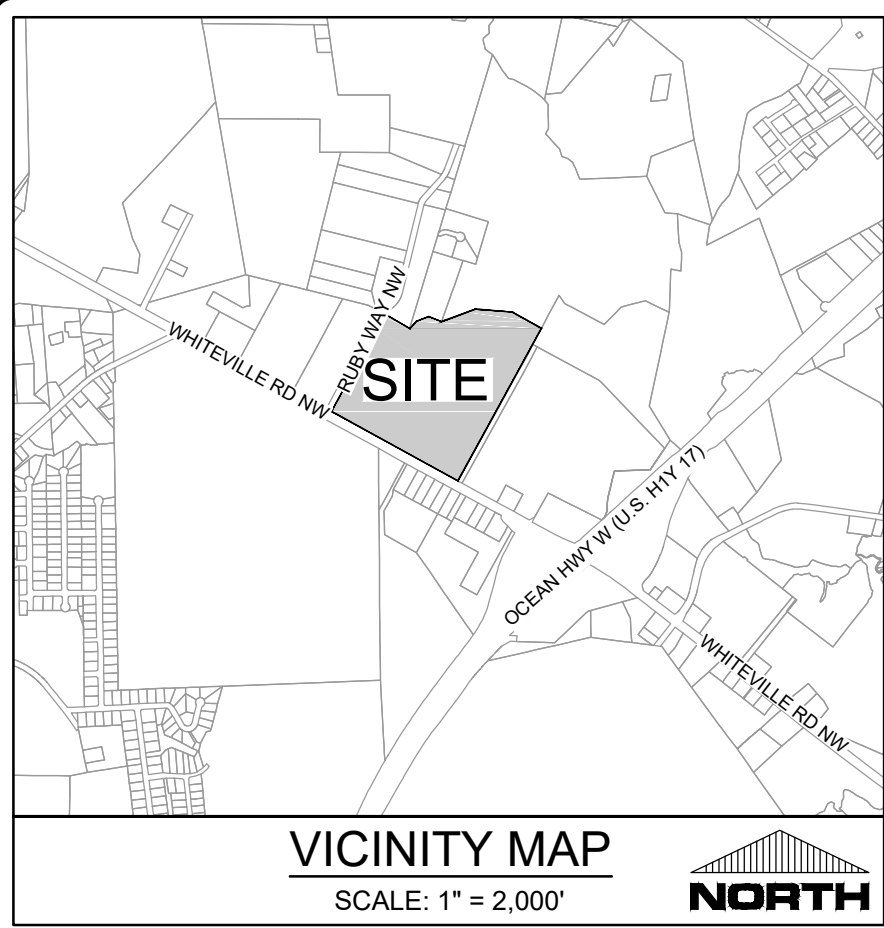 RUBY WAY NW
WHITEVILLE RD NW
SITE
OCEAN HWY W (U.S. H1Y 17)
WHITEVILLE RD NW
VICINITY MAP
SCALE: 1" = 2,000'
NORTH